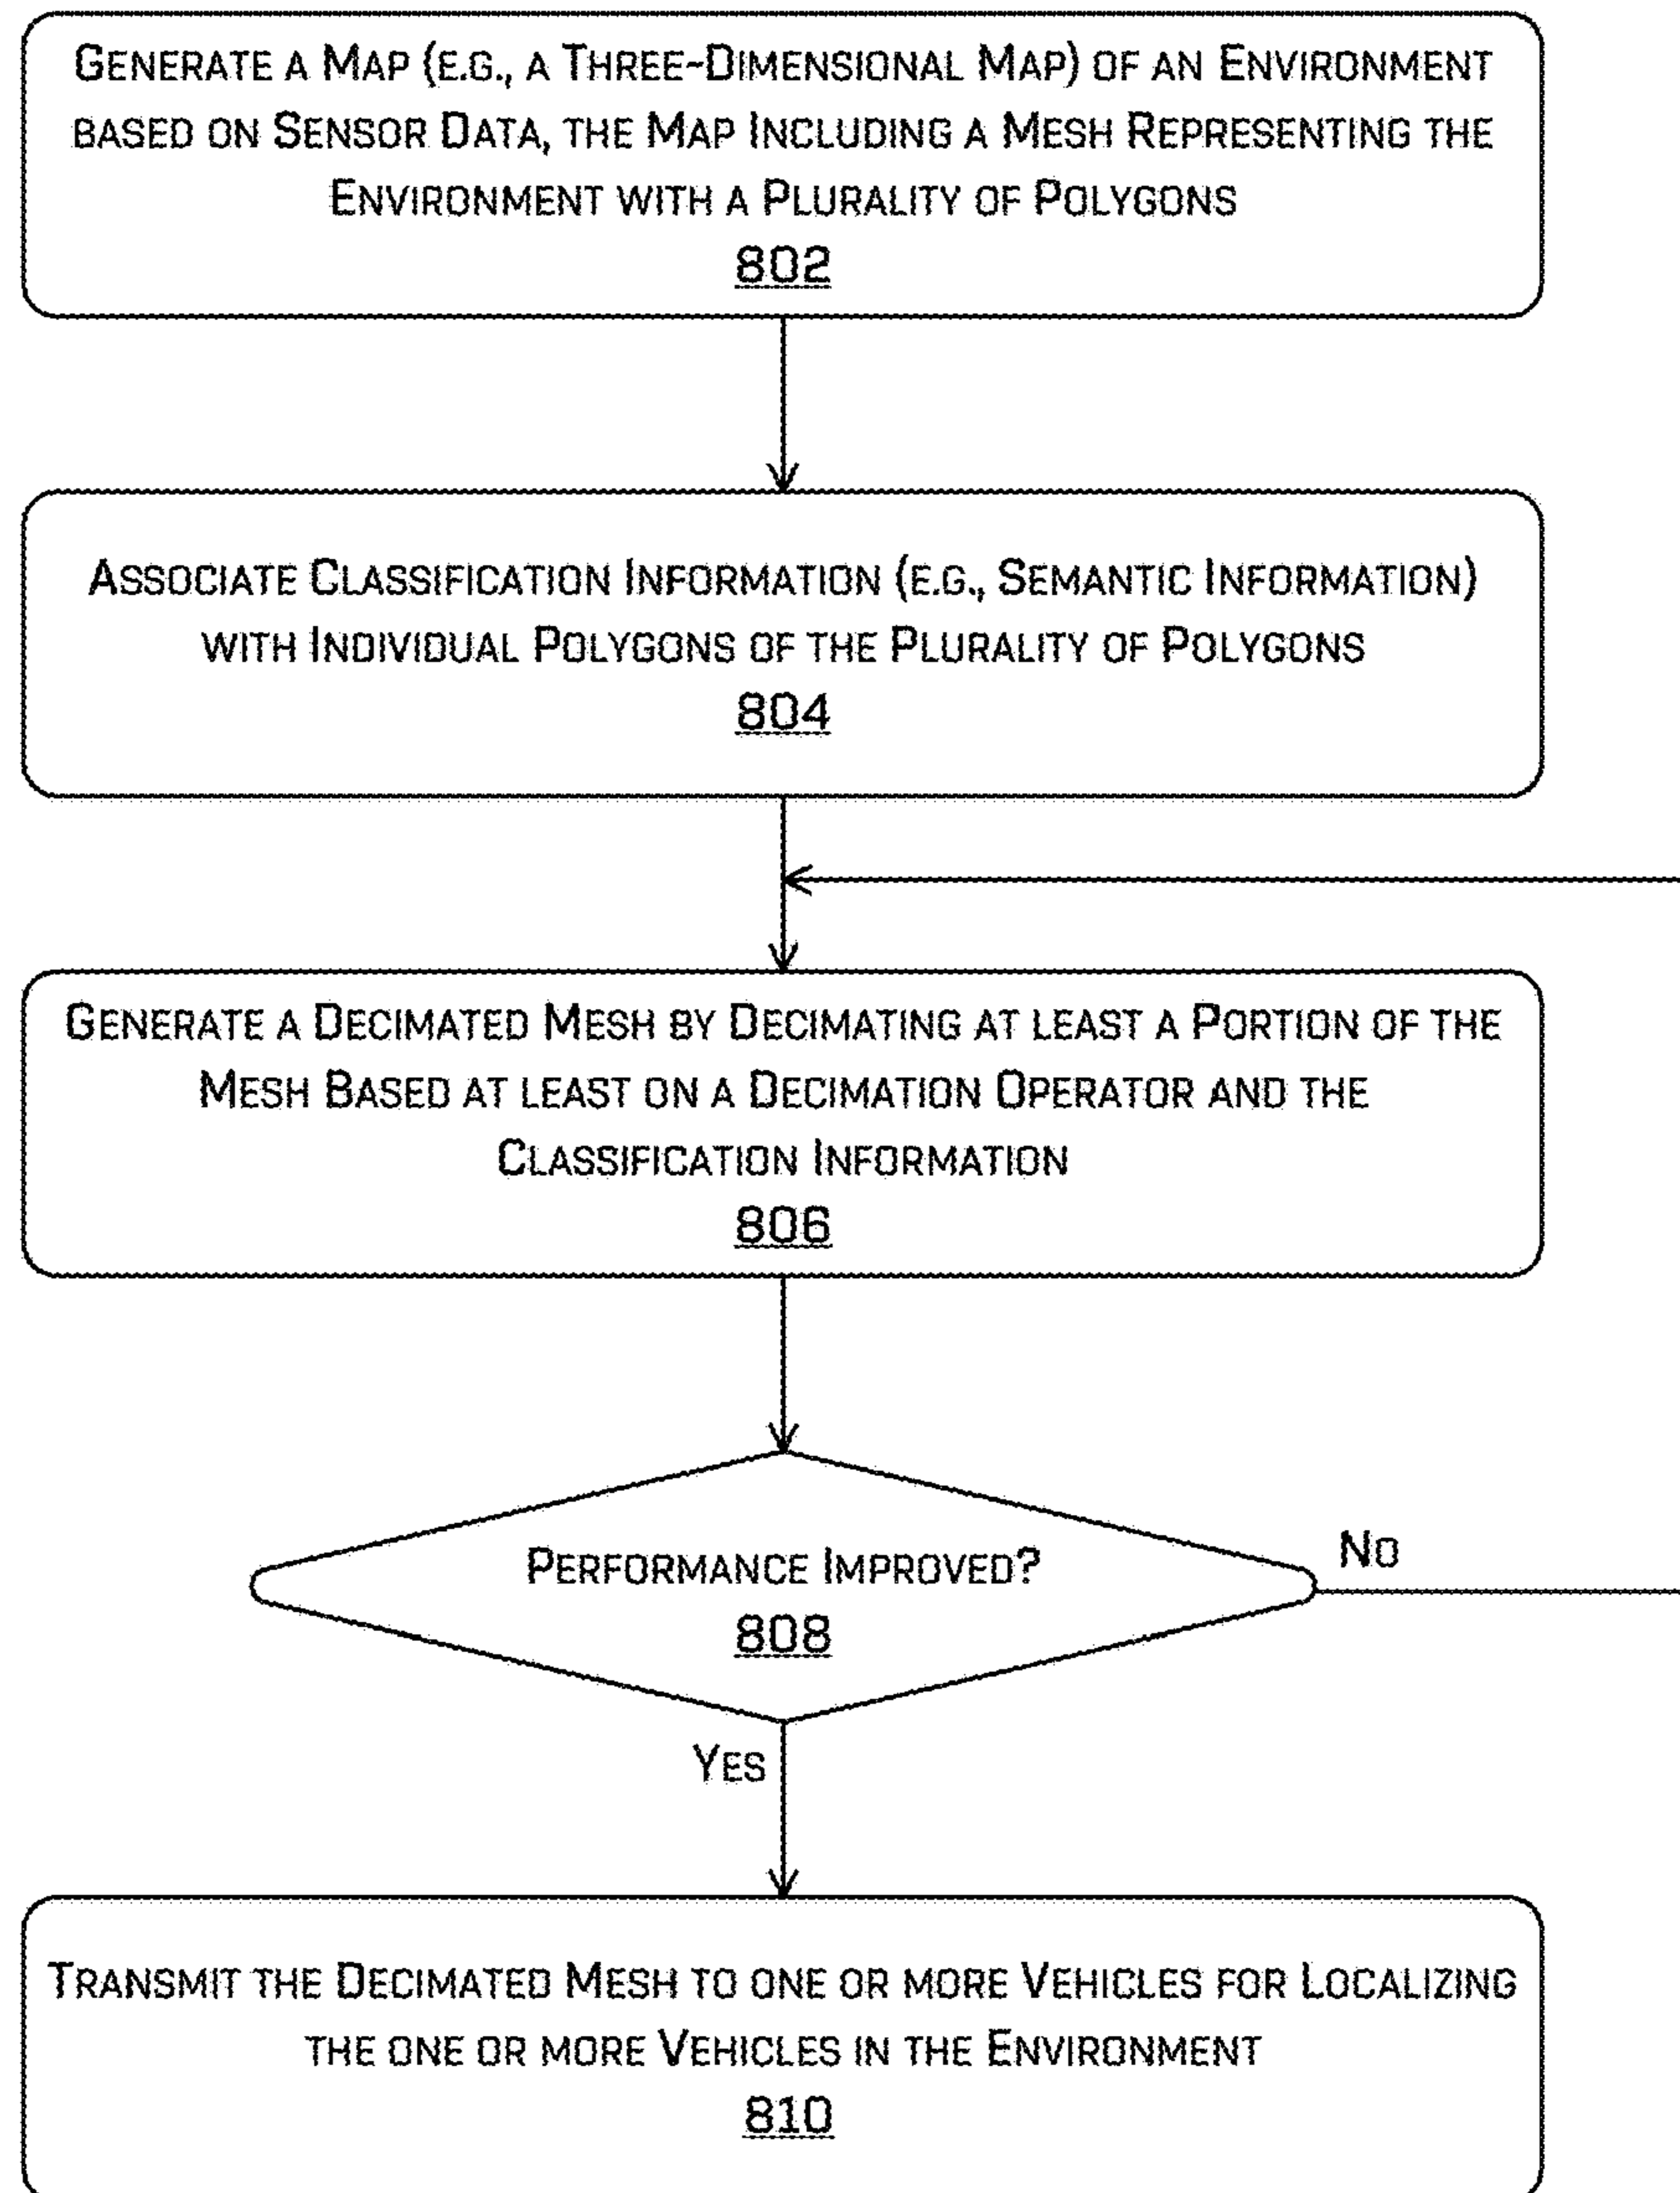 Generate a Map (e.g., a Three-Dimensional Map) of an Environment
based on Sensor Data, the Map Including a Mesh Representing the
Environment with a Plurality of Polygons
802
Associate Classification Information (e.g., Semantic Information)
with Individual Polygons of the Plurality of Polygons
804
Generate a Decimated Mesh by Decimating at least a Portion of the
Mesh Based at least on a Decimation Operator and the
Classification Information
806
Performance Improved?
808
No
Yes
Transmit the Decimated Mesh to one or more Vehicles for Localizing
the one or more Vehicles in the Environment
810